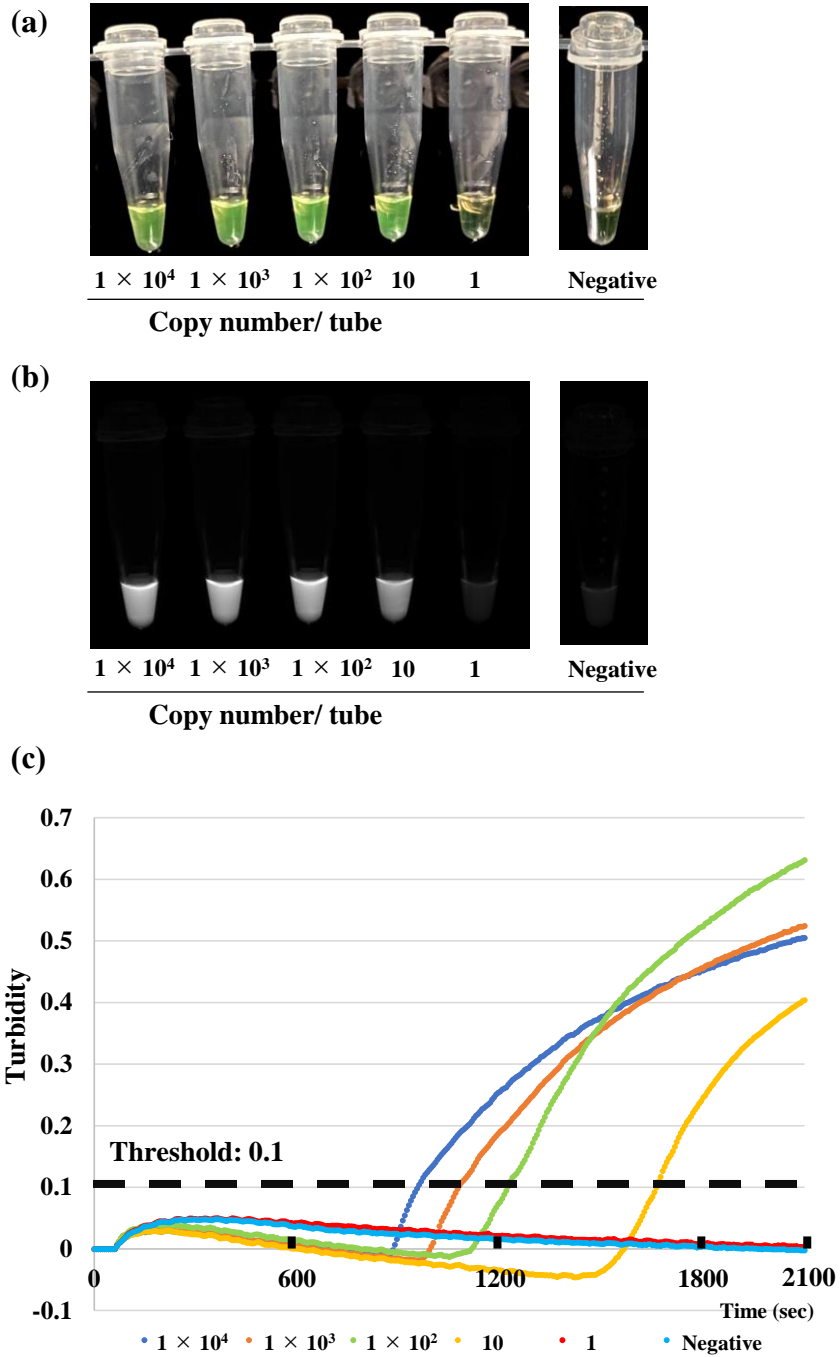 (a)
1 × 10⁴ 1 × 10³ 1 × 10² 10 1 Negative
Copy number/ tube
(b)
1 × 10⁴ 1 × 10³ 1 × 10² 10 1 Negative
Copy number/ tube
(c)
0.7
0.6
0.5
0.4
0.3
0.2
0.1
0
-0.1
Turbidity
Threshold: 0.1
0 600 1200 1800 2100
Time (sec)
1 × 10⁴ 1 × 10³ 1 × 10² 10 1 Negative